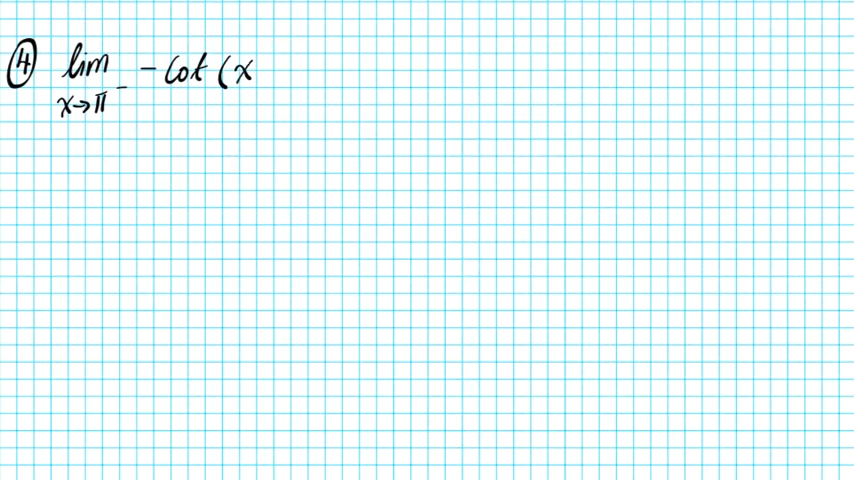 ④ lim - cot (x
x→π⁻